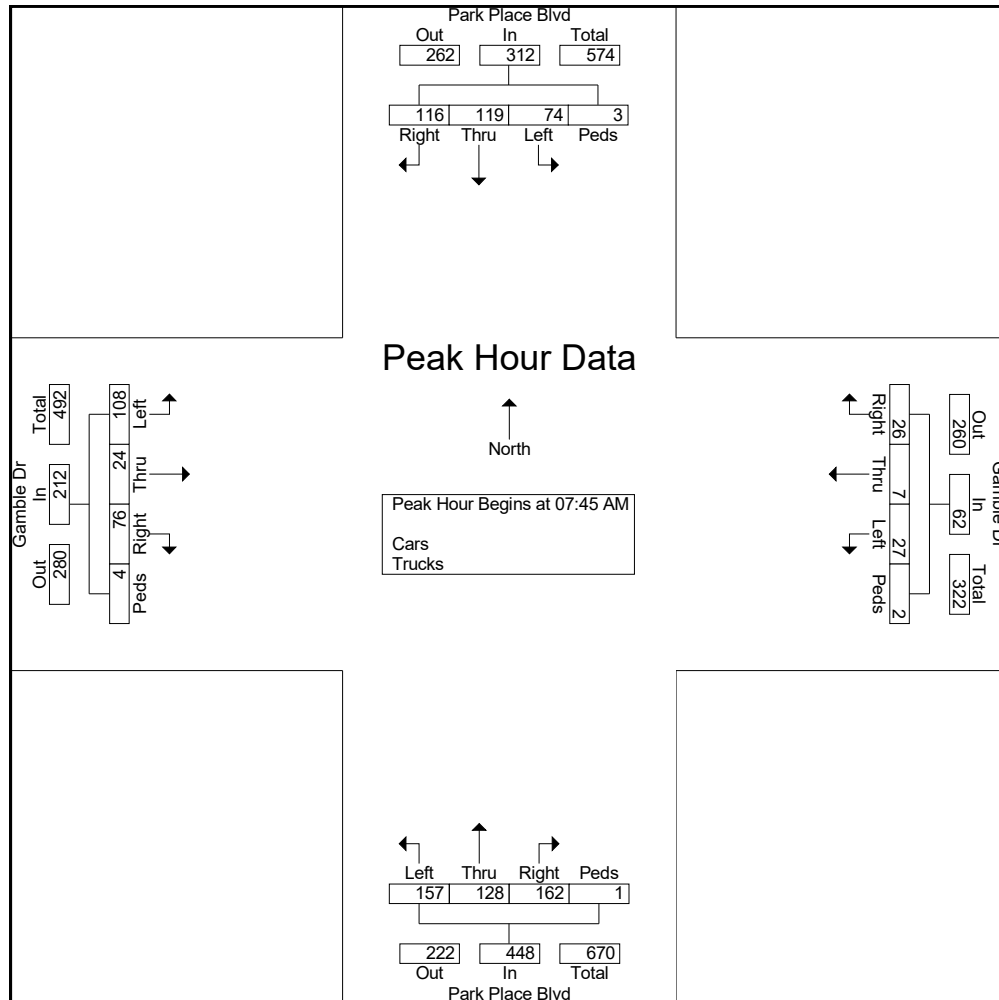 Park Place Blvd
Out In Total
262 312 574
116 119 74 3
Right Thru Left Peds
Peak Hour Data
North
Peak Hour Begins at 07:45 AM
Cars
Trucks
Gamble Dr
Total In Out
492 212 280
108 24 76 4
Left Thru Right Peds
Right Thru Left Peds
26 7 27 2
260 62 322
Out In Total
Gamble Dr
Left Thru Right Peds
157 128 162 1
222 448 670
Out In Total
Park Place Blvd